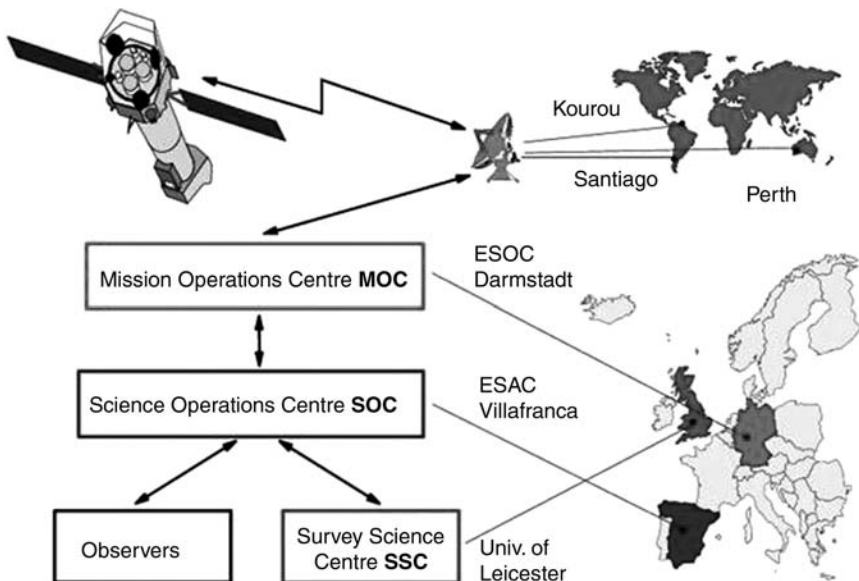 Kourou
Santiago
Perth
Mission Operations Centre MOC
ESOC
Darmstadt
Science Operations Centre SOC
ESAC
Villafranca
Observers
Survey Science
Centre SSC
Univ. of
Leicester